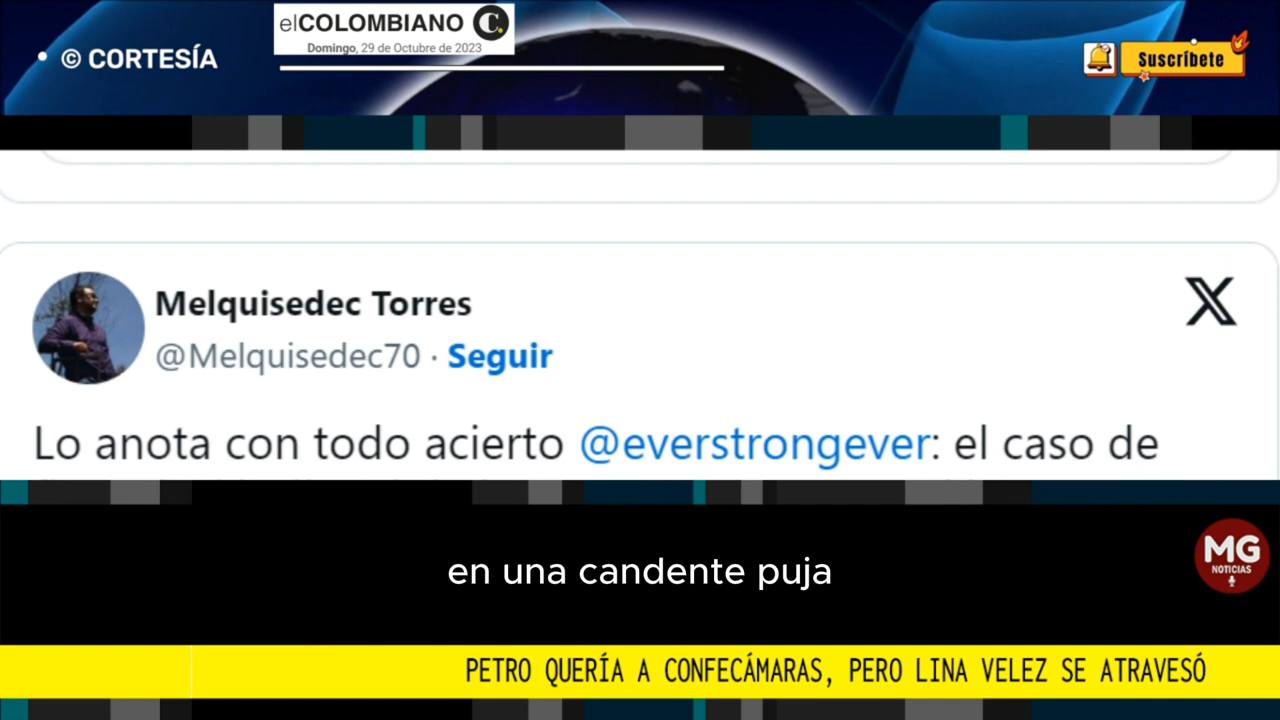 elCOLOMBIANO C.
Domingo, 29 de Octubre de 2023
© CORTESÍA
Suscríbete
Melquisedec Torres
@Melquisedec70 · Seguir
X
Lo anota con todo acierto @everstrongever: el caso de
en una candente puja
MG
NOTICIAS
PETRO QUERÍA A CONFECÁMARAS, PERO LINA VELEZ SE ATRAVESÓ